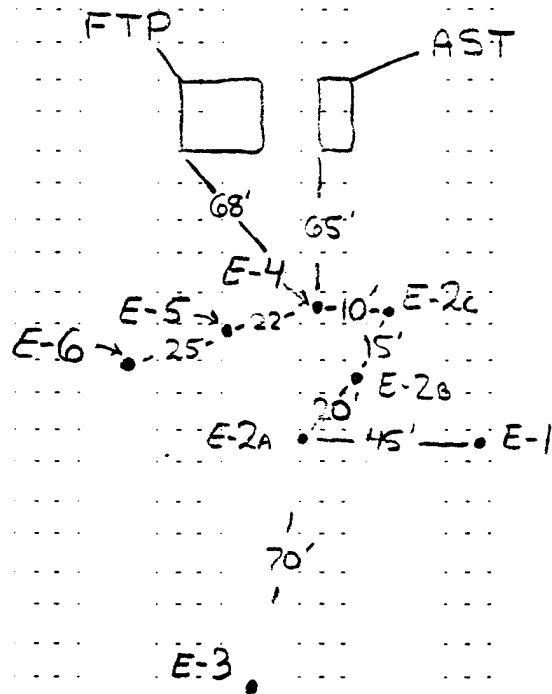 FTP
AST
68'
65'
E-4
10'
E-2C
E-5
22
15'
E-6
25'
E-2B
20'
E-2A
45'
E-1
70'
E-3